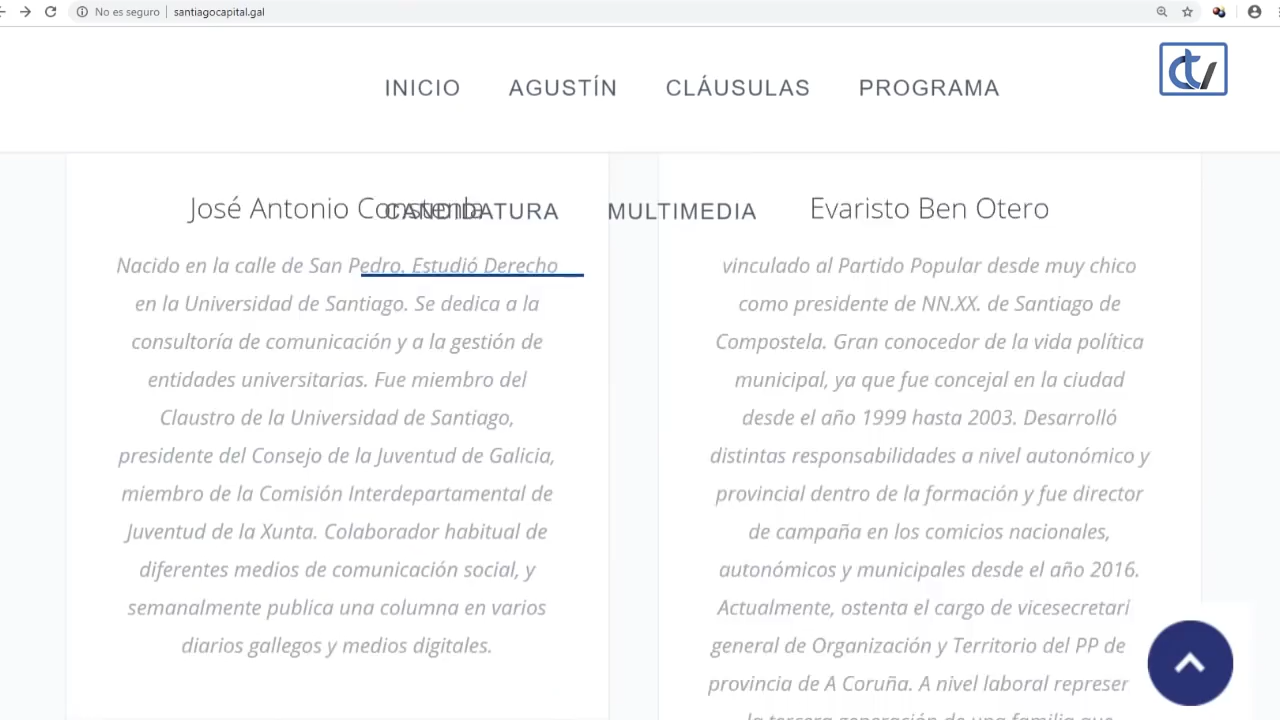 No es seguro
santiagocapital.gal
INICIO AGUSTÍN CLÁUSULAS PROGRAMA
CANDIDATURA MULTIMEDIA
José Antonio Constenla
Nacido en la calle de San Pedro. Estudió Derecho
en la Universidad de Santiago. Se dedica a la
consultoría de comunicación y a la gestión de
entidades universitarias. Fue miembro del
Claustro de la Universidad de Santiago,
presidente del Consejo de la Juventud de Galicia,
miembro de la Comisión Interdepartamental de
Juventud de la Xunta. Colaborador habitual de
diferentes medios de comunicación social, y
semanalmente publica una columna en varios
diarios gallegos y medios digitales.
Evaristo Ben Otero
vinculado al Partido Popular desde muy chico
como presidente de NN.XX. de Santiago de
Compostela. Gran conocedor de la vida política
municipal, ya que fue concejal en la ciudad
desde el año 1999 hasta 2003. Desarrolló
distintas responsabilidades a nivel autonómico y
provincial dentro de la formación y fue director
de campaña en los comicios nacionales,
autonómicos y municipales desde el año 2016.
Actualmente, ostenta el cargo de vicesecretari
general de Organización y Territorio del PP de
provincia de A Coruña. A nivel laboral represer
la tercera generación de una familia que